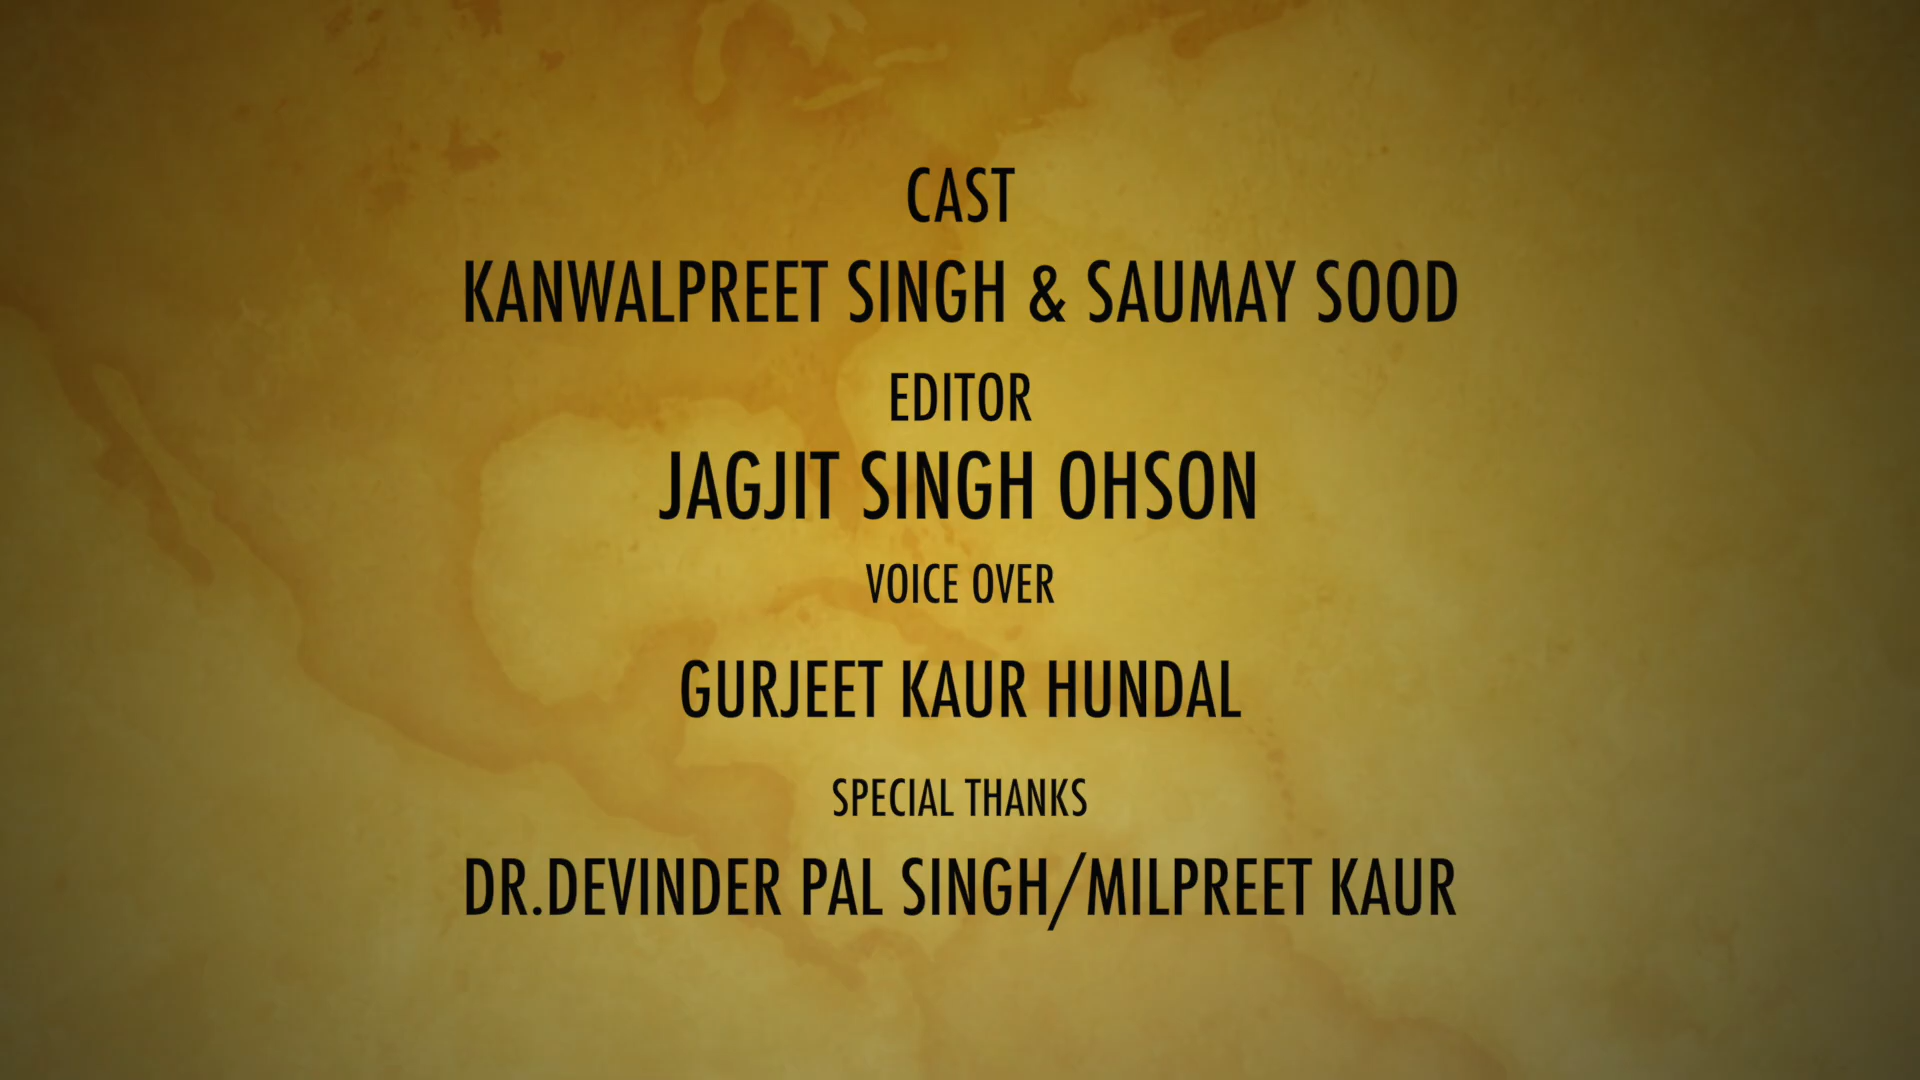 CAST
KANWALPREET SINGH & SAUMAY SOOD
EDITOR
JAGJIT SINGH OHSON
VOICE OVER
GURJEET KAUR HUNDAL
SPECIAL THANKS
DR.DEVINDER PAL SINGH/MILPREET KAUR